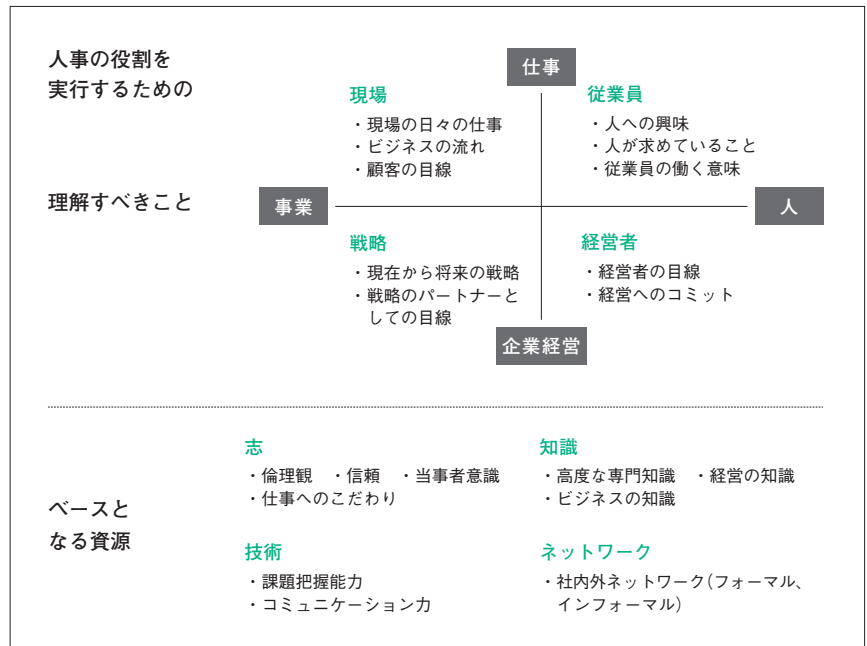 人事の役割を
実行するための
理解すべきこと
仕事
現場
・現場の日々の仕事
・ビジネスの流れ
・顧客の目線
従業員
・人への興味
・人が求めていること
・従業員の働く意味
事業
人
戦略
・現在から将来の戦略
・戦略のパートナーと
しての目線
経営者
・経営者の目線
・経営へのコミット
企業経営
ベースと
なる資源
志
・倫理観 ・信頼 ・当事者意識
・仕事へのこだわり
知識
・高度な専門知識 ・経営の知識
・ビジネスの知識
技術
・課題把握能力
・コミュニケーション力
ネットワーク
・社内外ネットワーク(フォーマル、
インフォーマル)